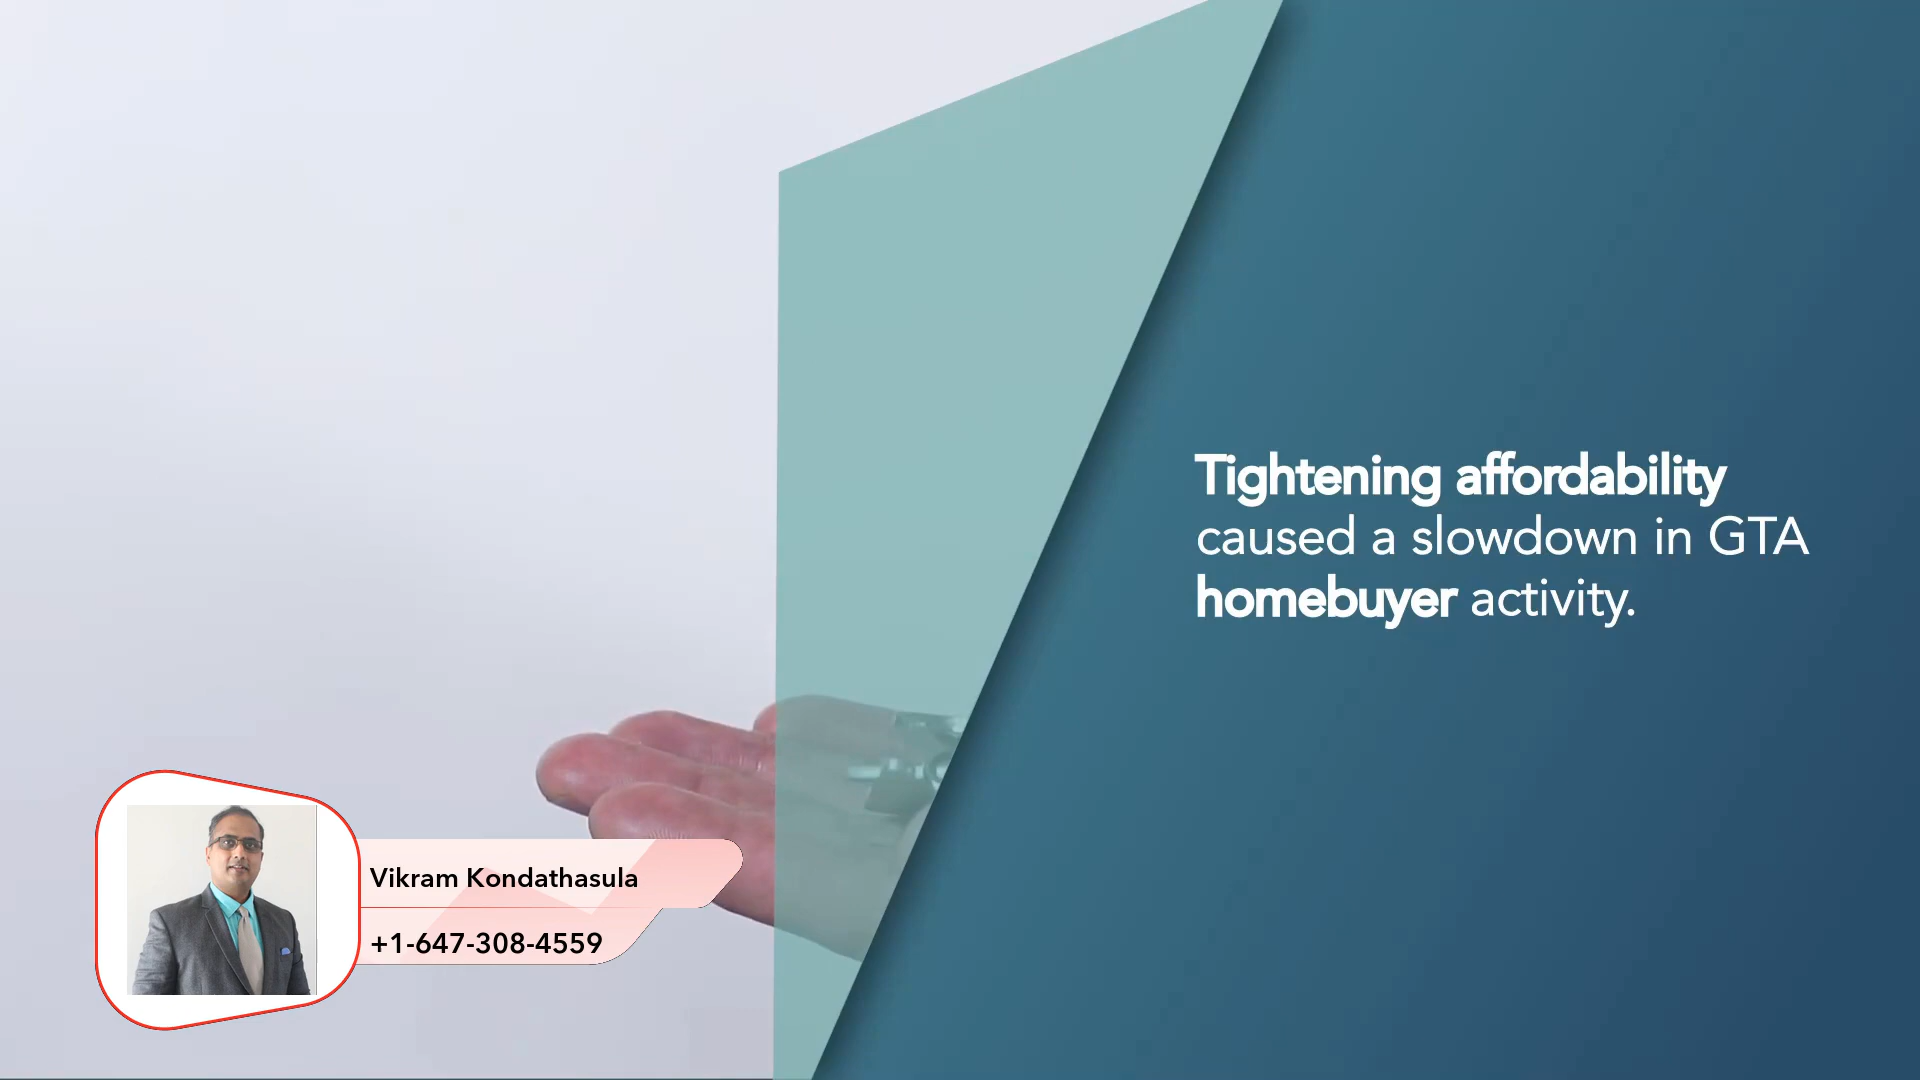 Tightening affordability
caused a slowdown in GTA
homebuyer activity.
Vikram Kondathasula
+1-647-308-4559